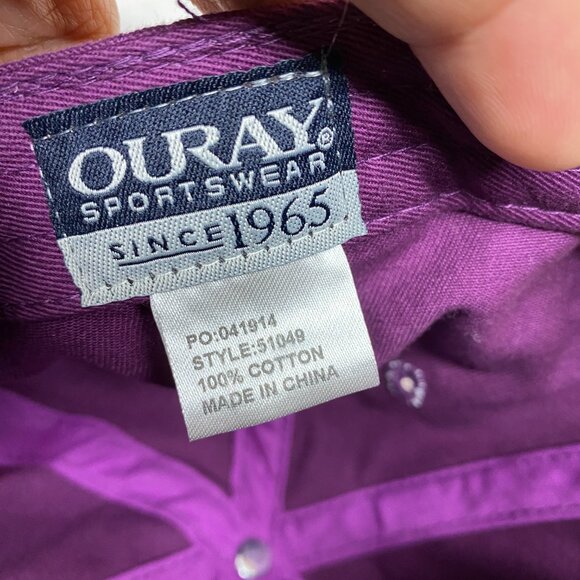 OURAY®
SPORTSWEAR
SINCE 1965
PO:041914
STYLE:51049
100% COTTON
MADE IN CHINA